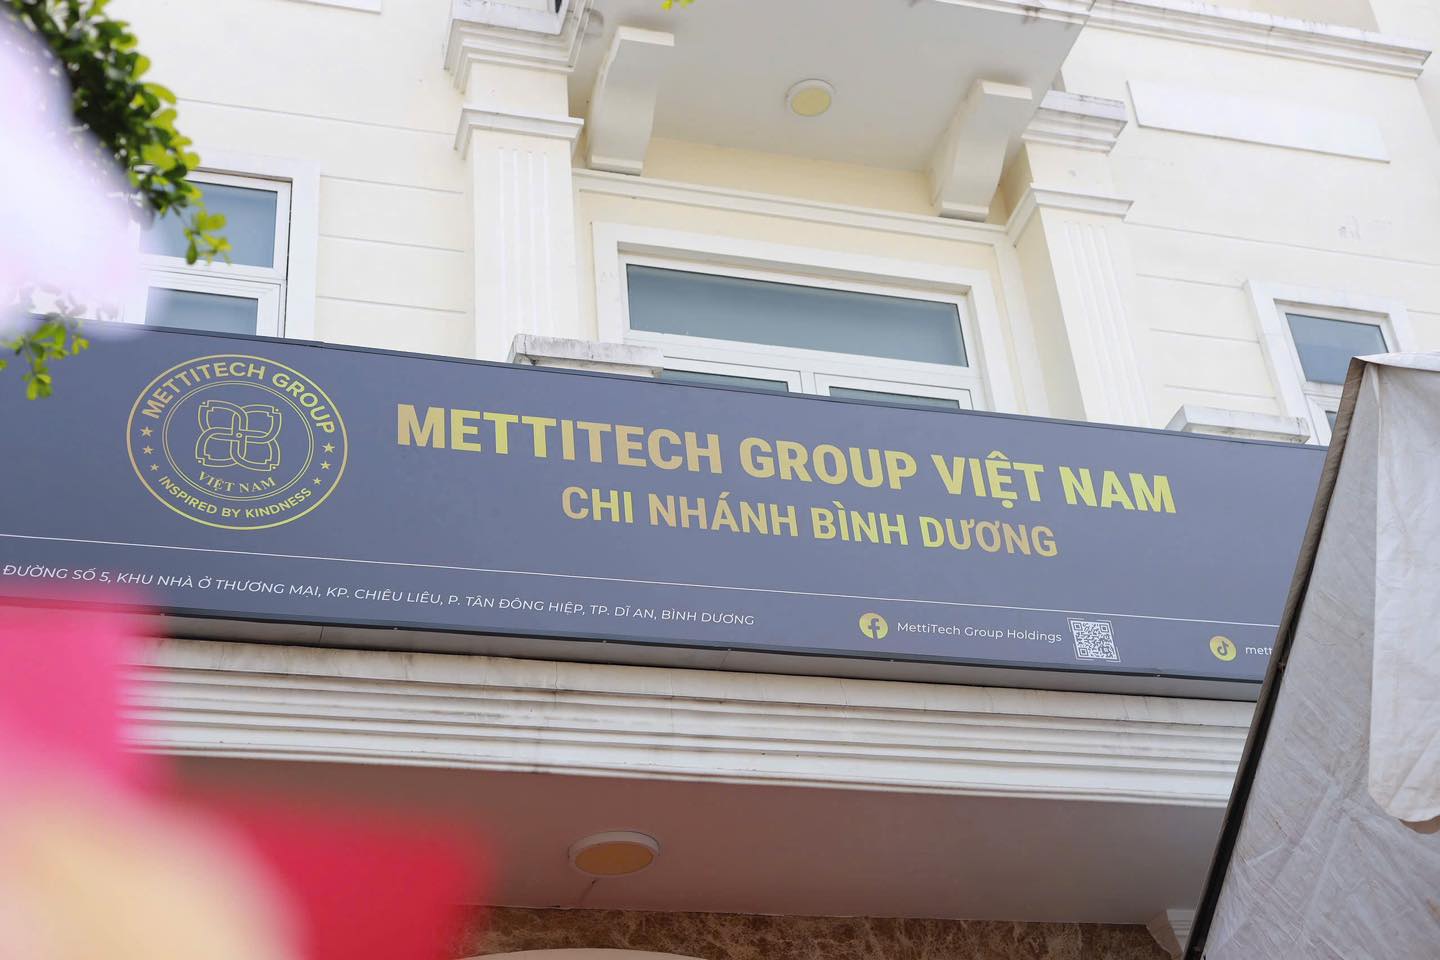 METTITECH GROUP
VIỆT NAM
INSPIRED BY KINDNESS
METTITECH GROUP VIỆT NAM
CHI NHÁNH BÌNH DƯƠNG
ĐƯỜNG SỐ 5, KHU NHÀ Ở THƯƠNG MẠI, KP. CHIÊU LIÊU, P. TÂN ĐÔNG HIỆP, TP. DĨ AN, BÌNH DƯƠNG
MettiTech Group Holdings
mett